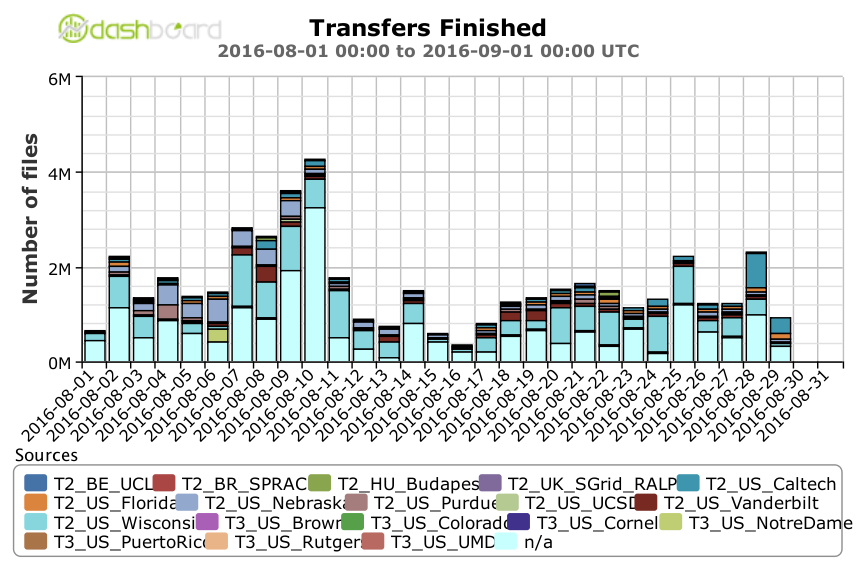 dashboard
Transfers Finished
2016-08-01 00:00 to 2016-09-01 00:00 UTC
Number of files
6M
4M
2M
0M
2016-08-01
2016-08-02
2016-08-03
2016-08-04
2016-08-05
2016-08-06
2016-08-07
2016-08-08
2016-08-09
2016-08-10
2016-08-11
2016-08-12
2016-08-13
2016-08-14
2016-08-15
2016-08-16
2016-08-17
2016-08-18
2016-08-19
2016-08-20
2016-08-21
2016-08-22
2016-08-23
2016-08-24
2016-08-25
2016-08-26
2016-08-27
2016-08-28
2016-08-29
2016-08-30
2016-08-31
Sources
T2_BE_UCL T2_BR_SPRAC T2_HU_Budapes T2_UK_SGrid_RALP T2_US_Caltech
T2_US_Florida T2_US_Nebraska T2_US_Purdue T2_US_UCSD T2_US_Vanderbilt
T2_US_Wisconsi T3_US_Brown T3_US_Colorado T3_US_Cornel T3_US_NotreDame
T3_US_PuertoRico T3_US_Rutgers T3_US_UMD n/a